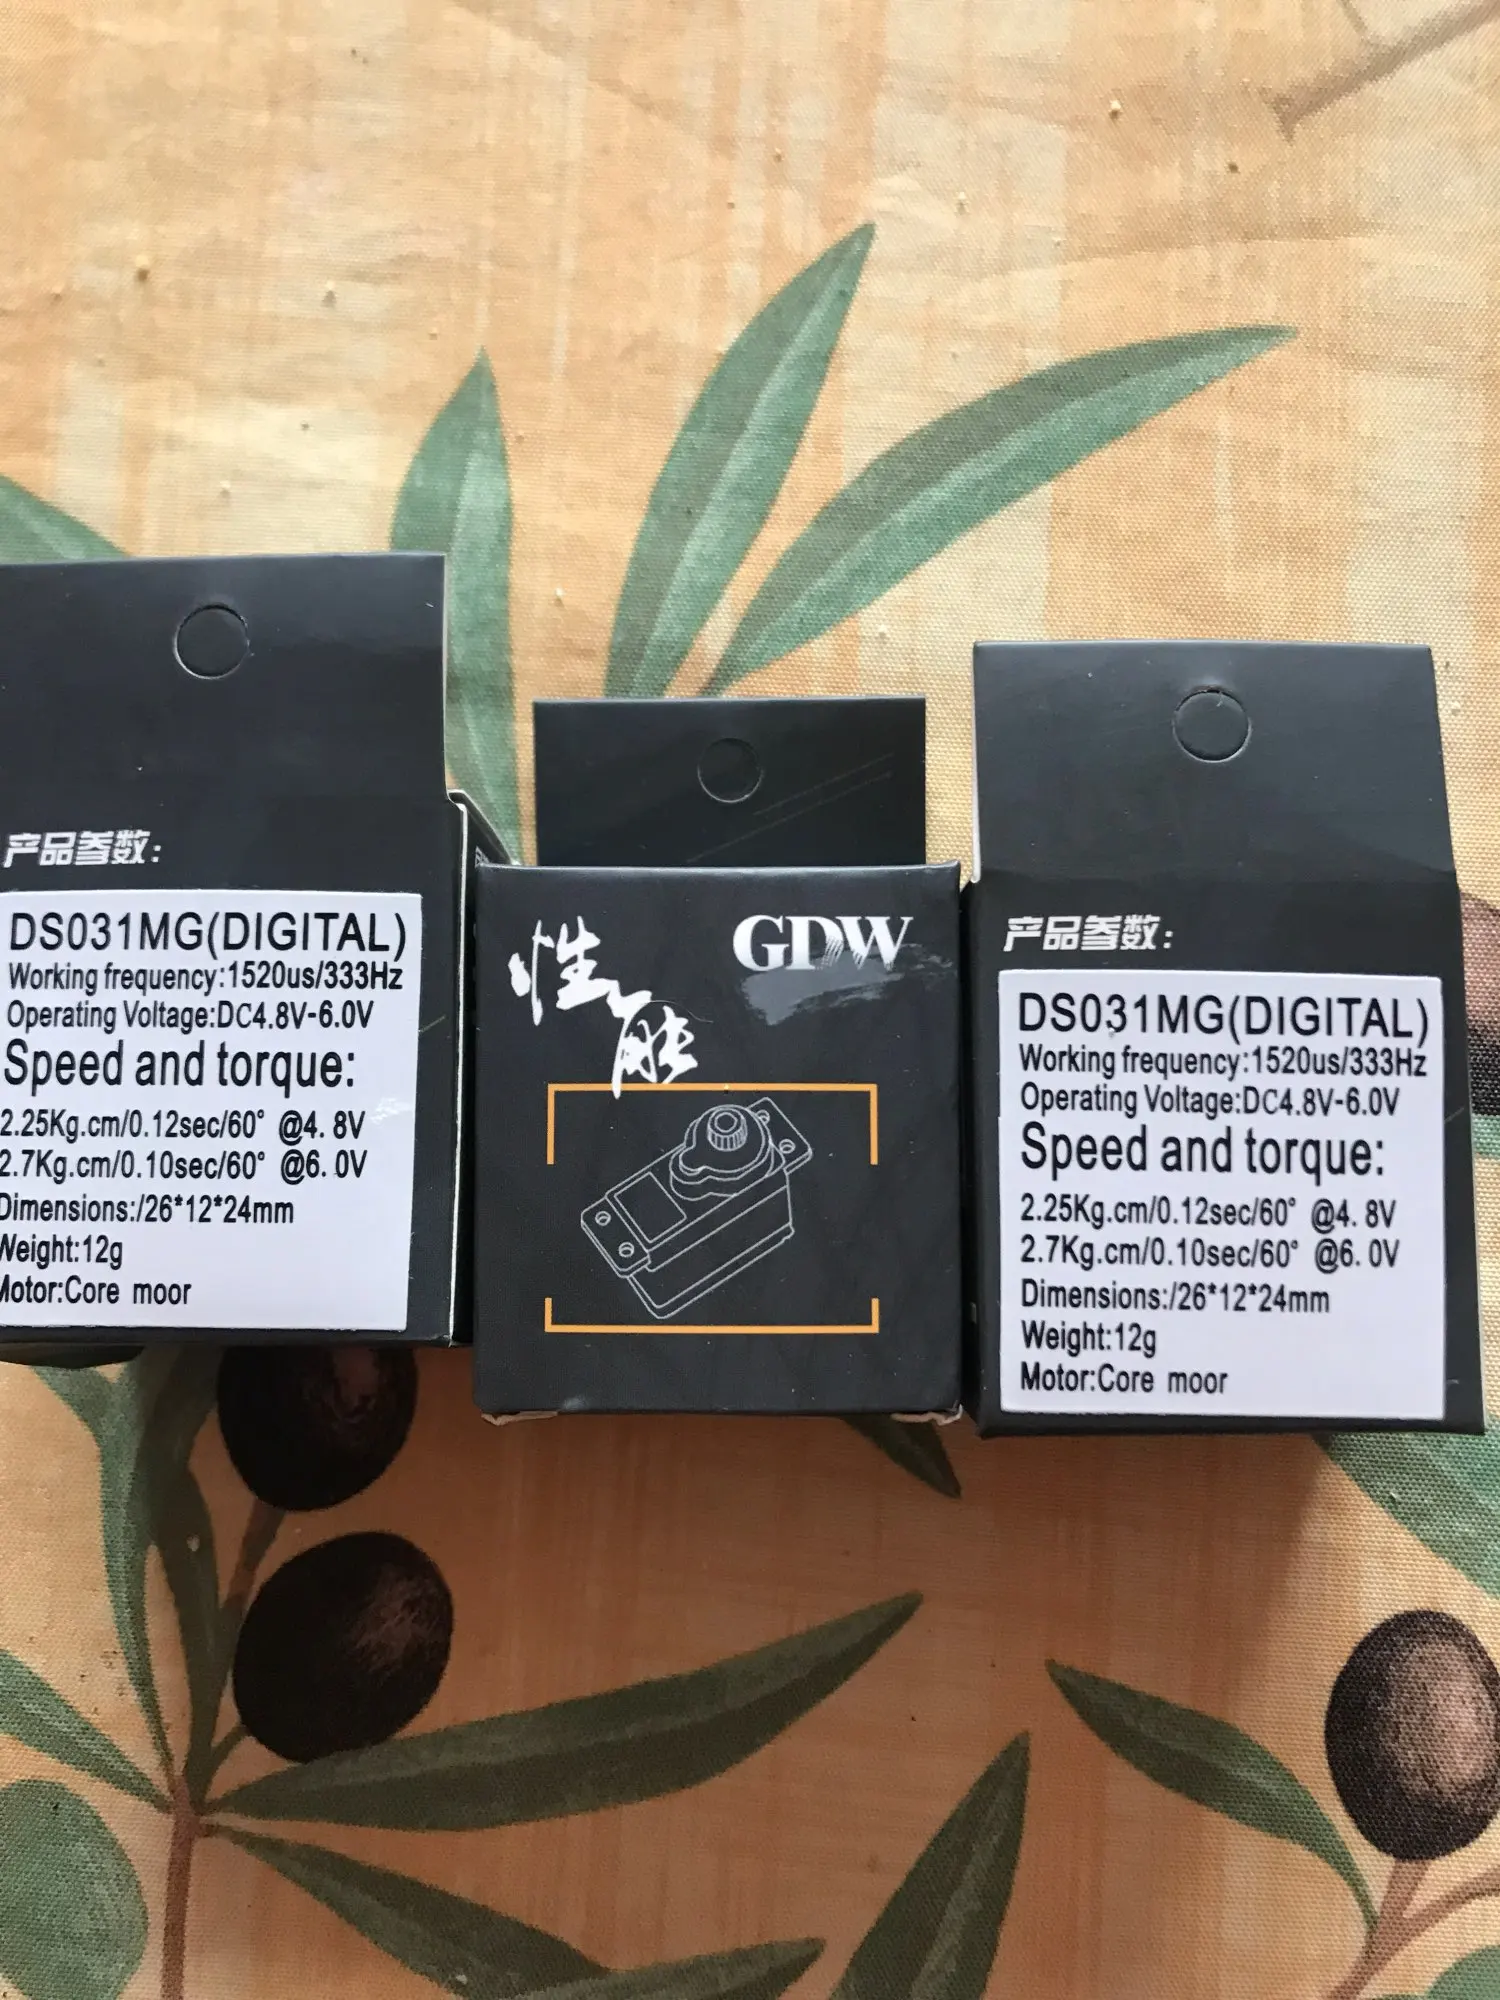 产品参数:
DS031MG(DIGITAL)
Working frequency:1520us/333Hz
Operating Voltage:DC4.8V-6.0V
Speed and torque:
2.25Kg.cm/0.12sec/60° @4. 8V
2.7Kg.cm/0.10sec/60° @6. 0V
Dimensions:/26*12*24mm
Weight:12g
Motor:Core moor
性能
GDW
产品参数:
DS031MG(DIGITAL)
Working frequency:1520us/333Hz
Operating Voltage:DC4.8V-6.0V
Speed and torque:
2.25Kg.cm/0.12sec/60° @4. 8V
2.7Kg.cm/0.10sec/60° @6. 0V
Dimensions:/26*12*24mm
Weight:12g
Motor:Core moor